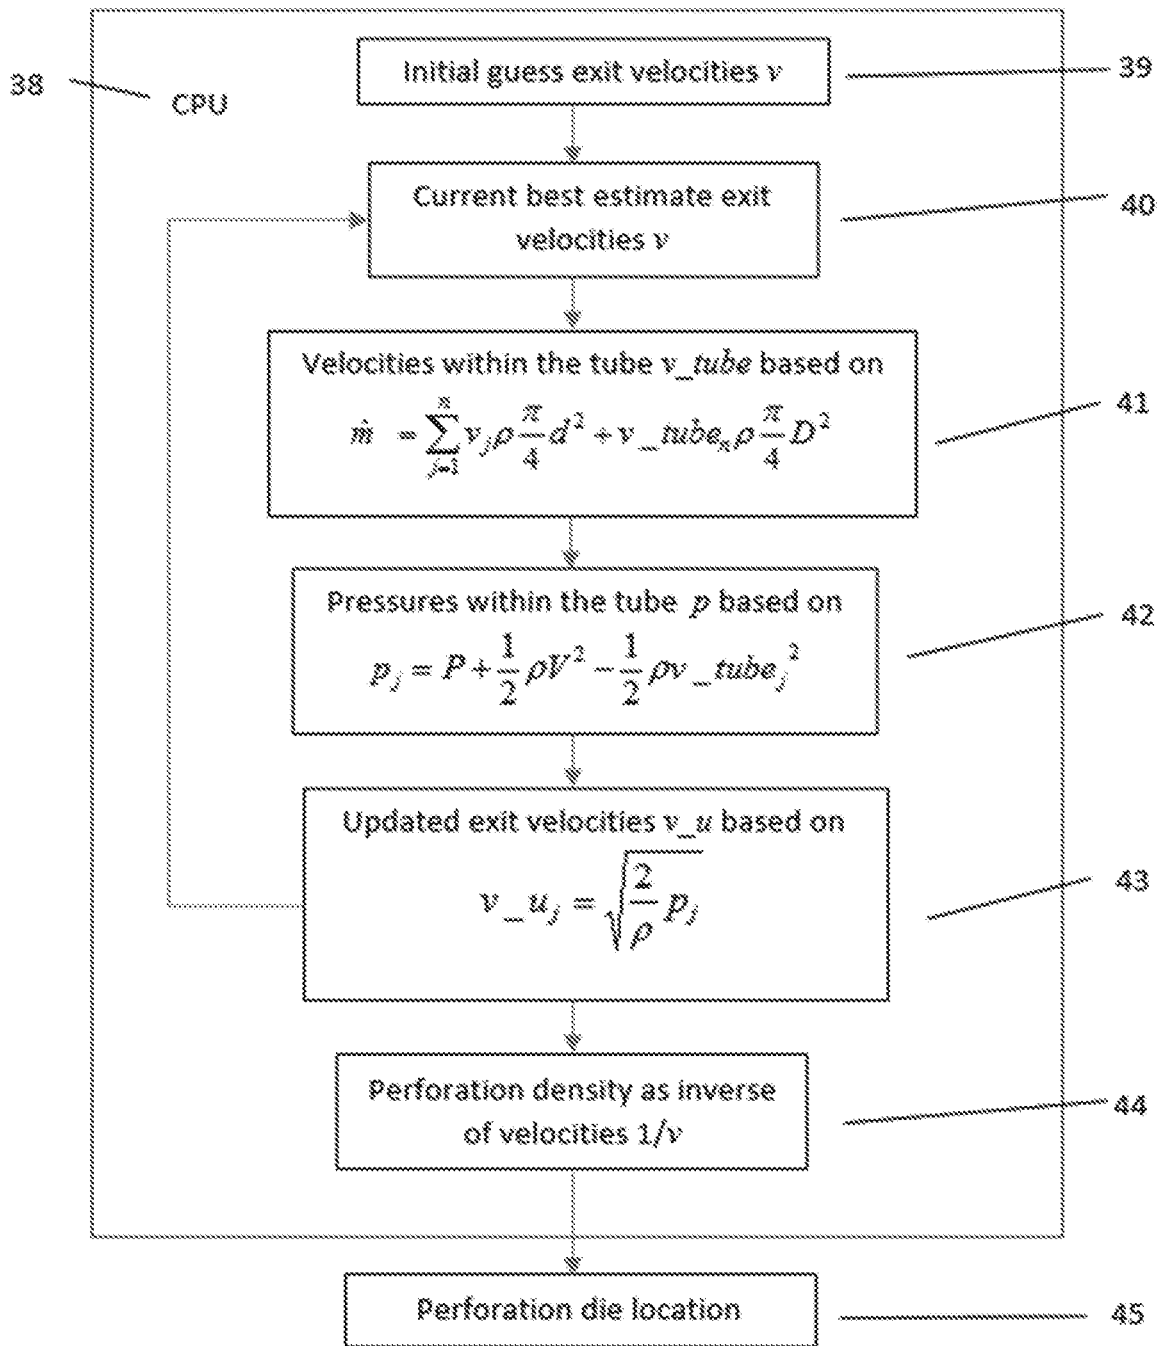 Initial guess exit velocities v
39
38
CPU
Current best estimate exit
velocities v
40
Velocities within the tube v_tube based on
ṁ = ∑_{j=1}^{n} v_j ρ π/4 d² + v_tube_n ρ π/4 D²
41
Pressures within the tube p based on
p_j = P + 1/2 ρV² − 1/2 ρv_tube_j²
42
Updated exit velocities v_u based on
v_u_j = √(2/ρ p_j)
43
Perforation density as inverse
of velocities 1/v
44
Perforation die location
45